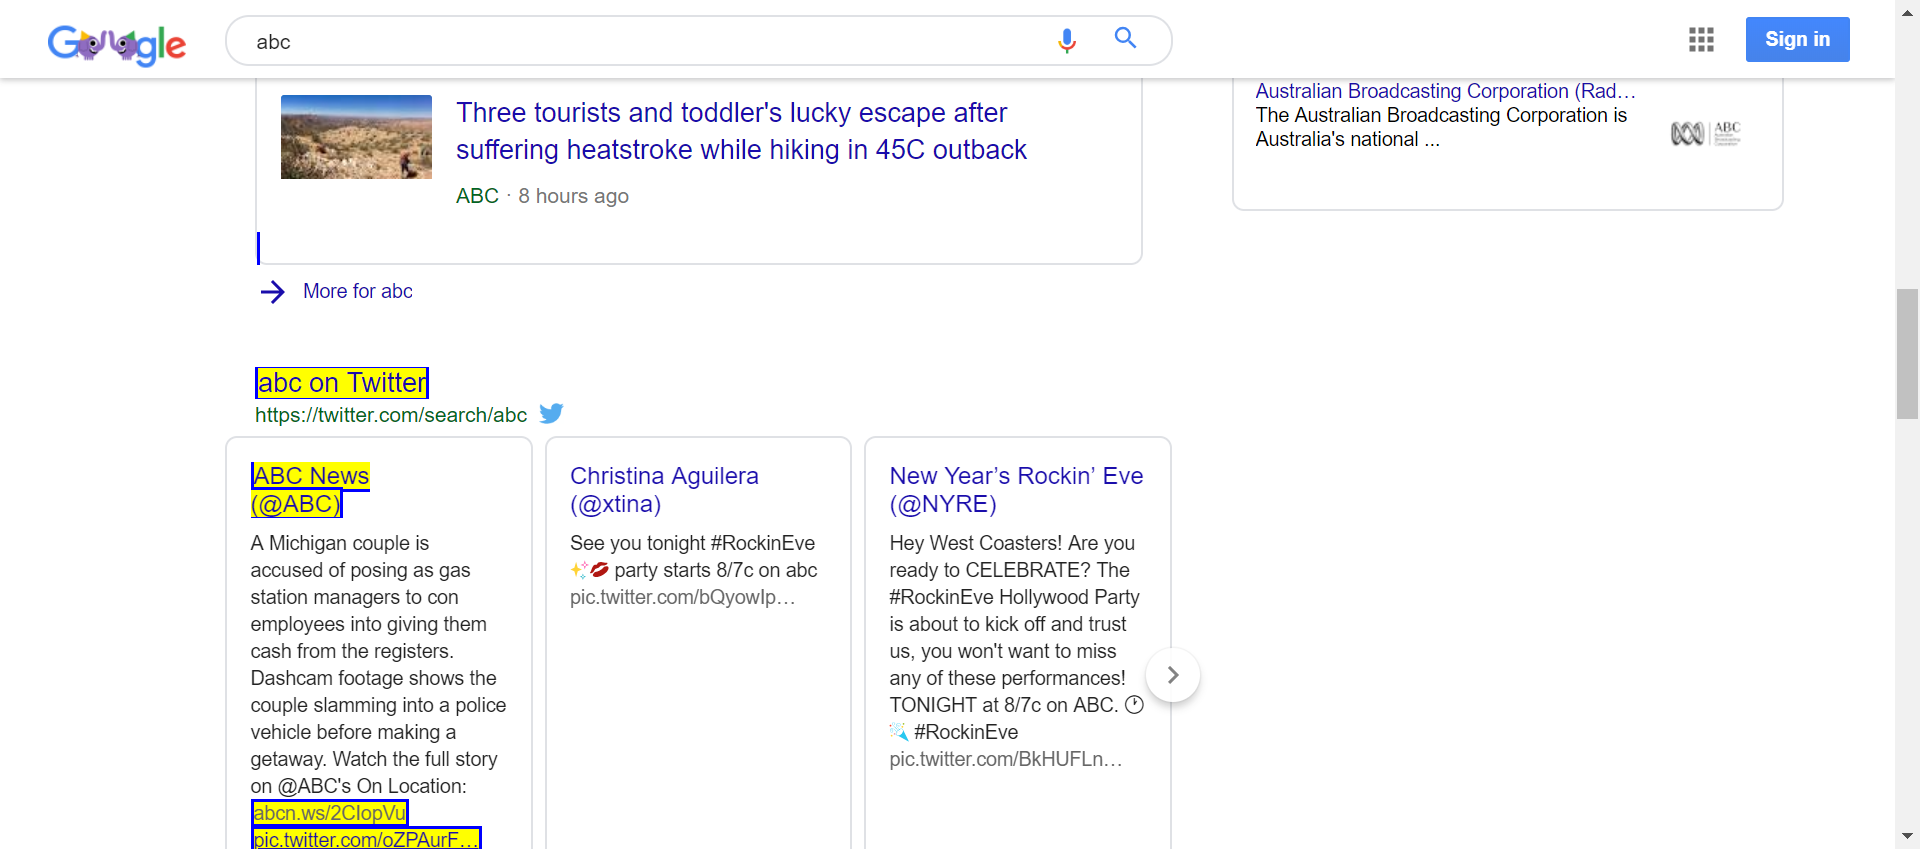 Google
abc
Sign in
Three tourists and toddler's lucky escape after
suffering heatstroke while hiking in 45C outback
ABC · 8 hours ago
More for abc
Australian Broadcasting Corporation (Rad...
The Australian Broadcasting Corporation is
Australia's national ...
ABC
abc on Twitter
https://twitter.com/search/abc
ABC News
(@ABC)
A Michigan couple is
accused of posing as gas
station managers to con
employees into giving them
cash from the registers.
Dashcam footage shows the
couple slamming into a police
vehicle before making a
getaway. Watch the full story
on @ABC's On Location:
abcn.ws/2CIopVu
pic.twitter.com/oZPAurF...
Christina Aguilera
(@xtina)
See you tonight #RockinEve
✨💋 party starts 8/7c on abc
pic.twitter.com/bQyowIp...
New Year’s Rockin’ Eve
(@NYRE)
Hey West Coasters! Are you
ready to CELEBRATE? The
#RockinEve Hollywood Party
is about to kick off and trust
us, you won't want to miss
any of these performances!
TONIGHT at 8/7c on ABC. 🕐
🎉 #RockinEve
pic.twitter.com/BkHUFLn...